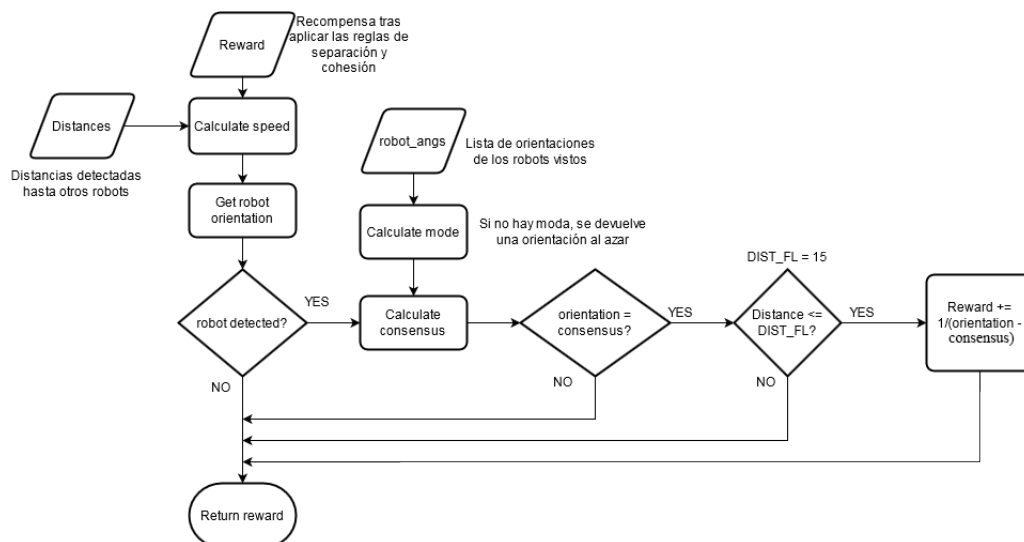 Reward
Recompensa tras
aplicar las reglas de
separación y
cohesión
Distances
Calculate speed
Distancias detectadas
hasta otros robots
robot_angs
Lista de orientaciones
de los robots vistos
Get robot
orientation
Calculate mode
Si no hay moda, se devuelve
una orientación al azar
robot detected?
YES
NO
Calculate
consensus
orientation =
consensus?
YES
NO
DIST_FL = 15
Distance <=
DIST_FL?
YES
NO
Reward +=
1/(orientation -
consensus)
Return reward